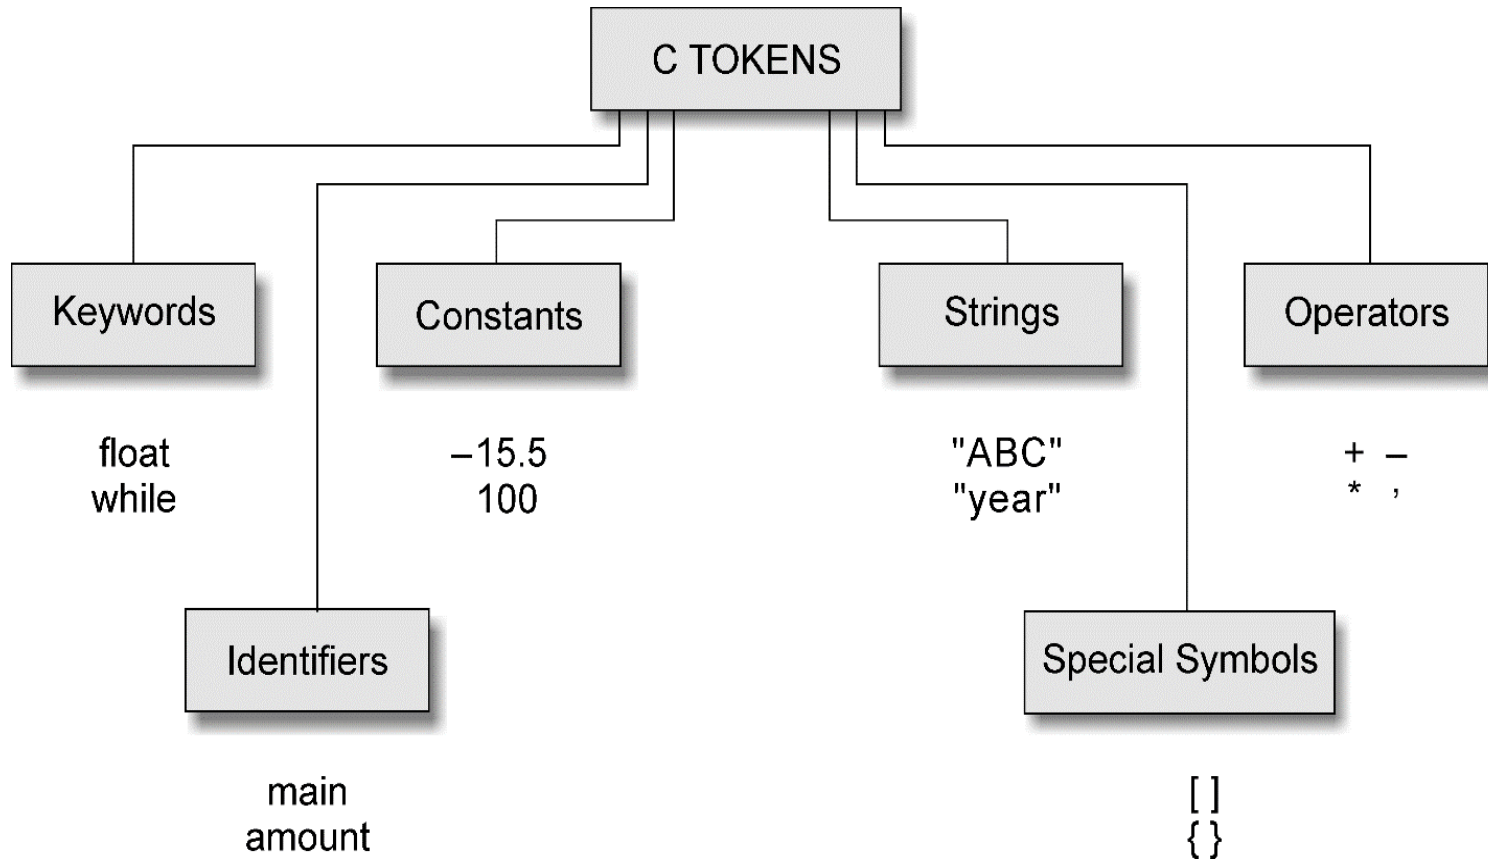 C TOKENS
Keywords
Constants
Strings
Operators
float
while
–15.5
100
"ABC"
"year"
+ –
* ,
Identifiers
Special Symbols
main
amount
[ ]
{ }